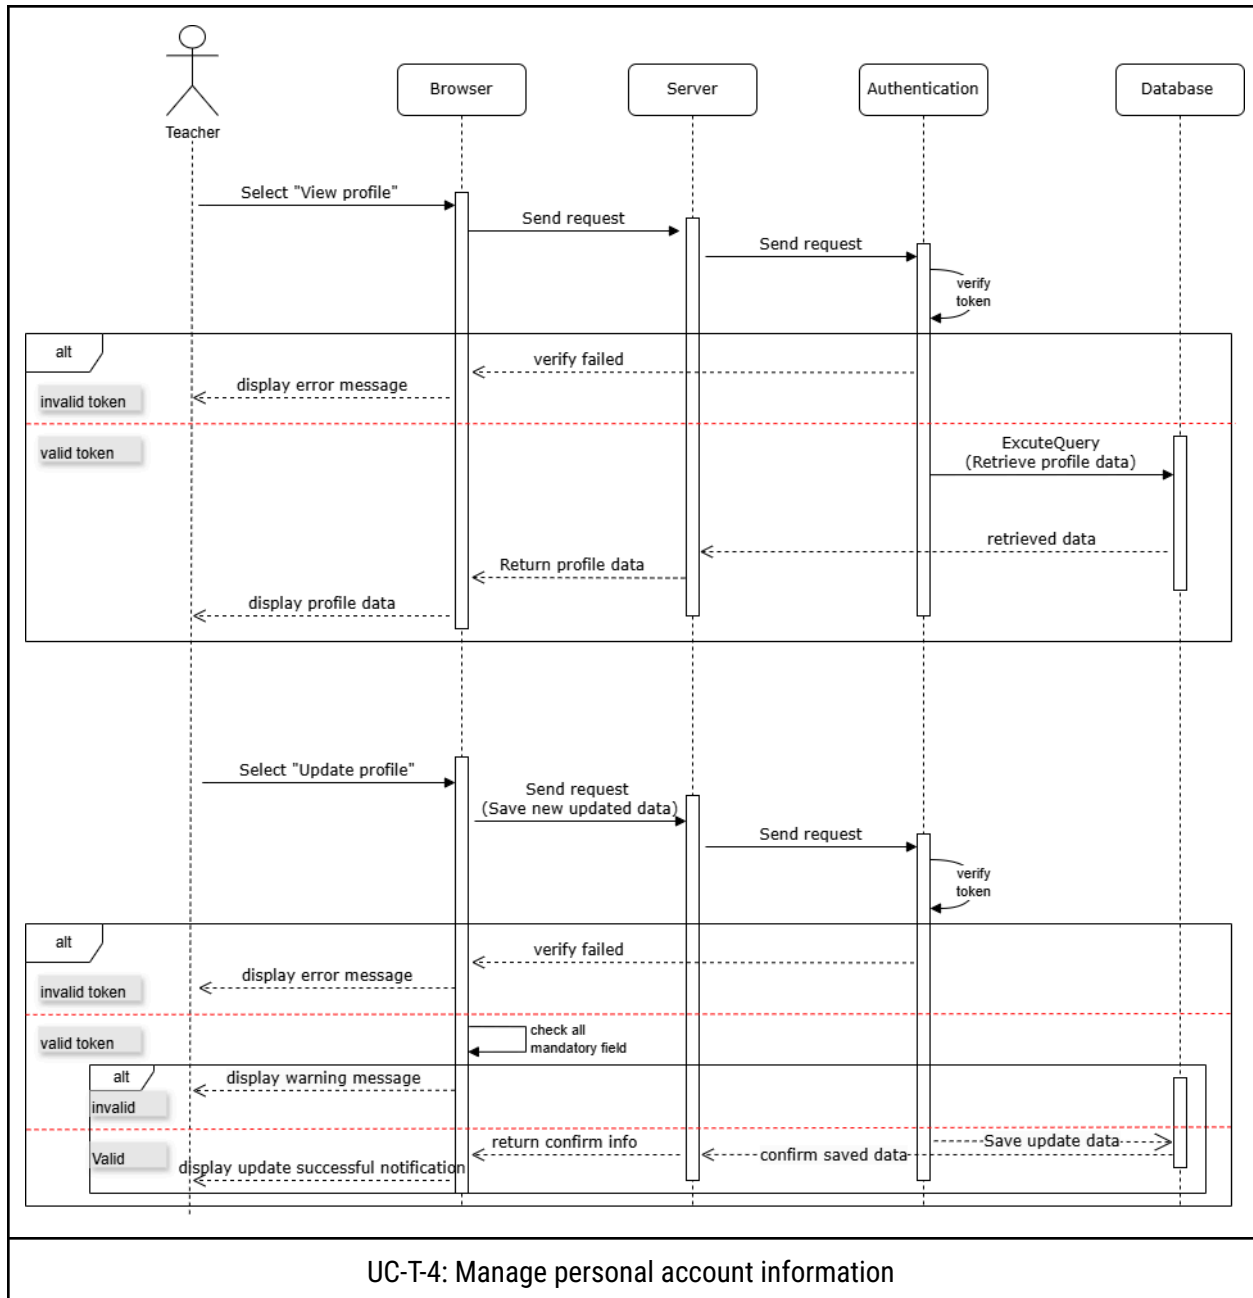 Teacher
Browser
Server
Authentication
Database
Select "View profile"
Send request
Send request
verify
token
alt
verify failed
display error message
invalid token
valid token
ExcuteQuery
(Retrieve profile data)
retrieved data
Return profile data
display profile data
Select "Update profile"
Send request
(Save new updated data)
Send request
verify
token
alt
verify failed
display error message
invalid token
valid token
check all
mandatory field
alt
display warning message
invalid
Save update data
return confirm info
confirm saved data
Valid
display update successful notification
UC-T-4: Manage personal account information